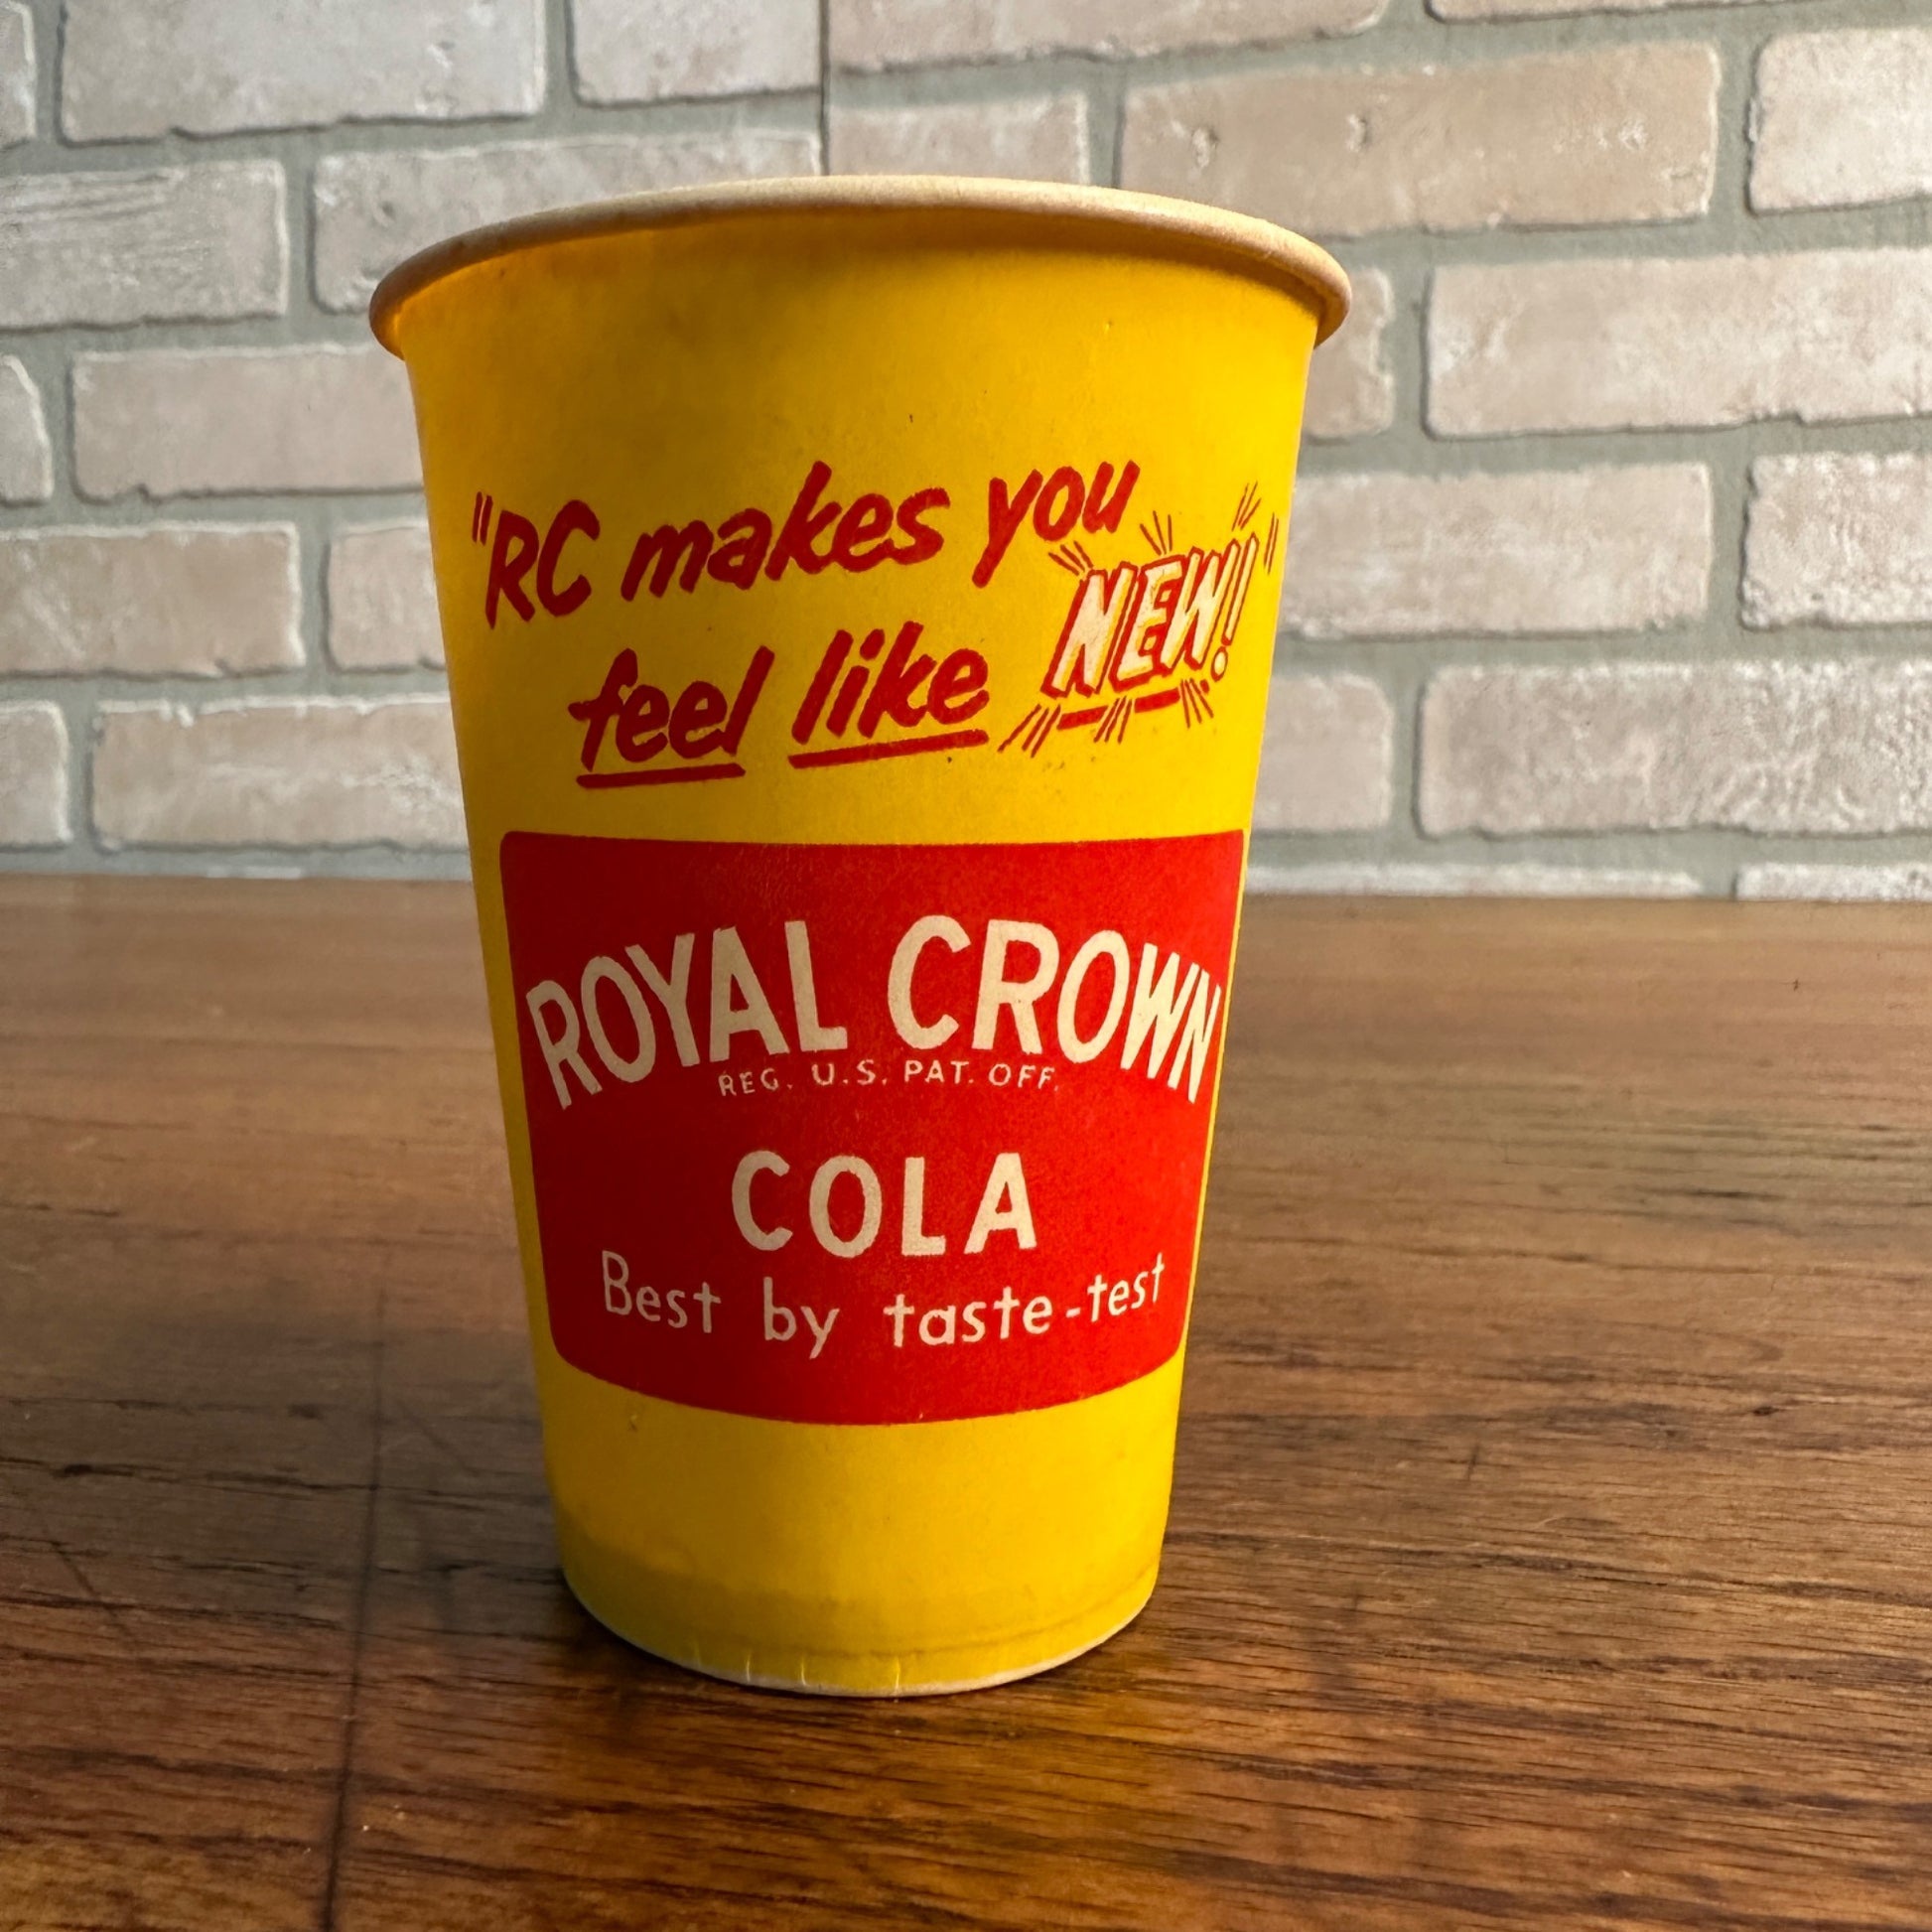 "RC makes you
feel like NEW!"
ROYAL CROWN
REG. U.S. PAT. OFF.
COLA
Best by taste-test